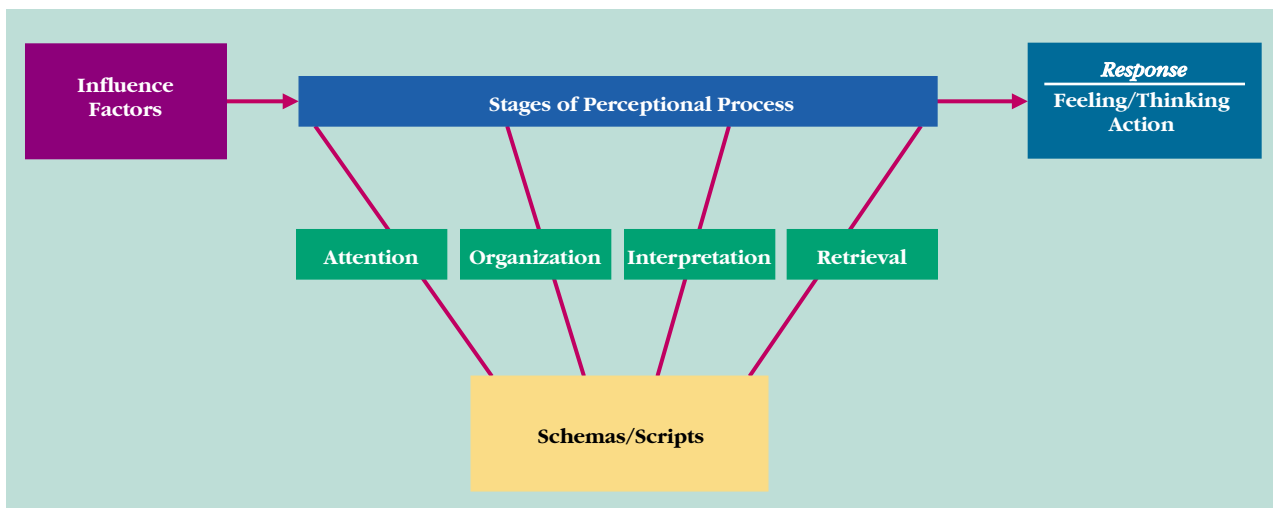 Influence
Factors
Stages of Perceptional Process
Response
Feeling/Thinking
Action
Attention
Organization
Interpretation
Retrieval
Schemas/Scripts